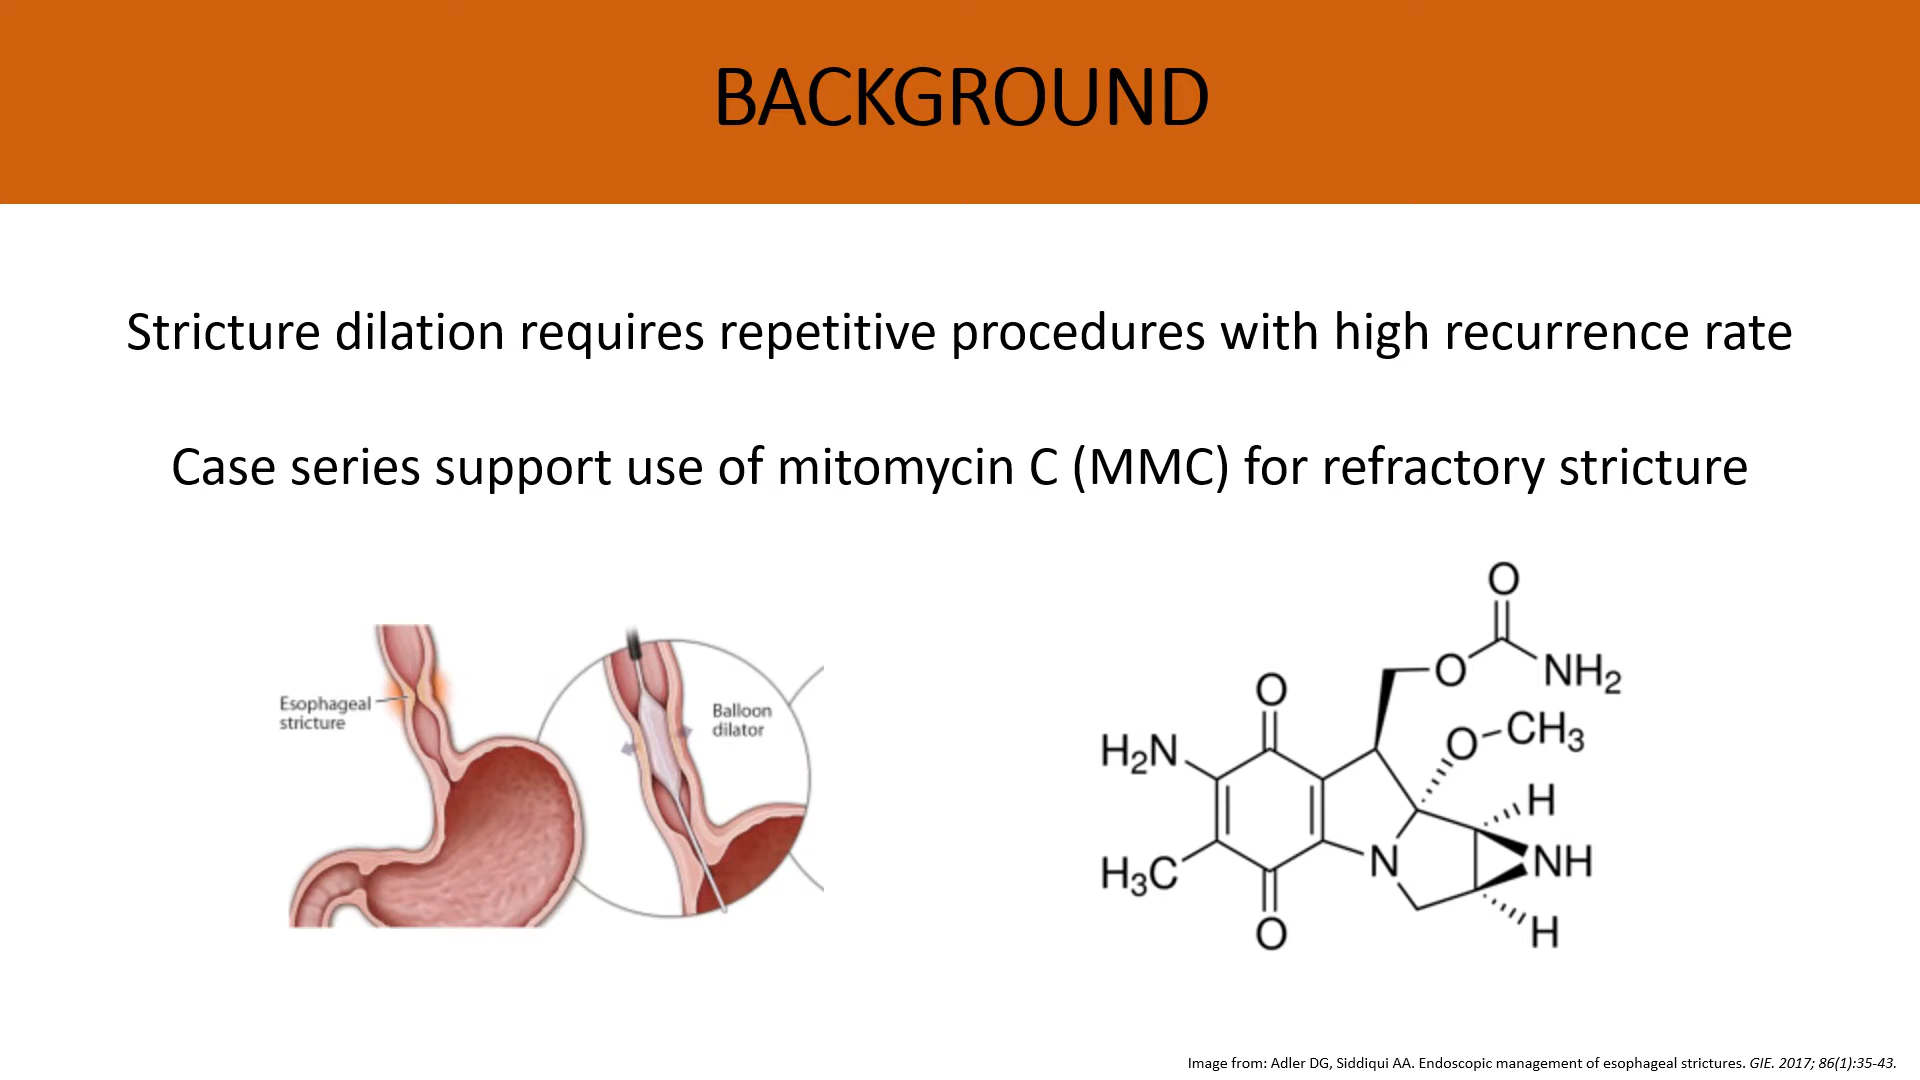 BACKGROUND
Stricture dilation requires repetitive procedures with high recurrence rate
Case series support use of mitomycin C (MMC) for refractory stricture
Esophageal
stricture
Balloon
dilator
O
O
NH₂
O
O
CH₃
H₂N
H
N
NH
H₃C
H
O
Image from: Adler DG, Siddiqui AA. Endoscopic management of esophageal strictures. GIE. 2017; 86(1):35-43.